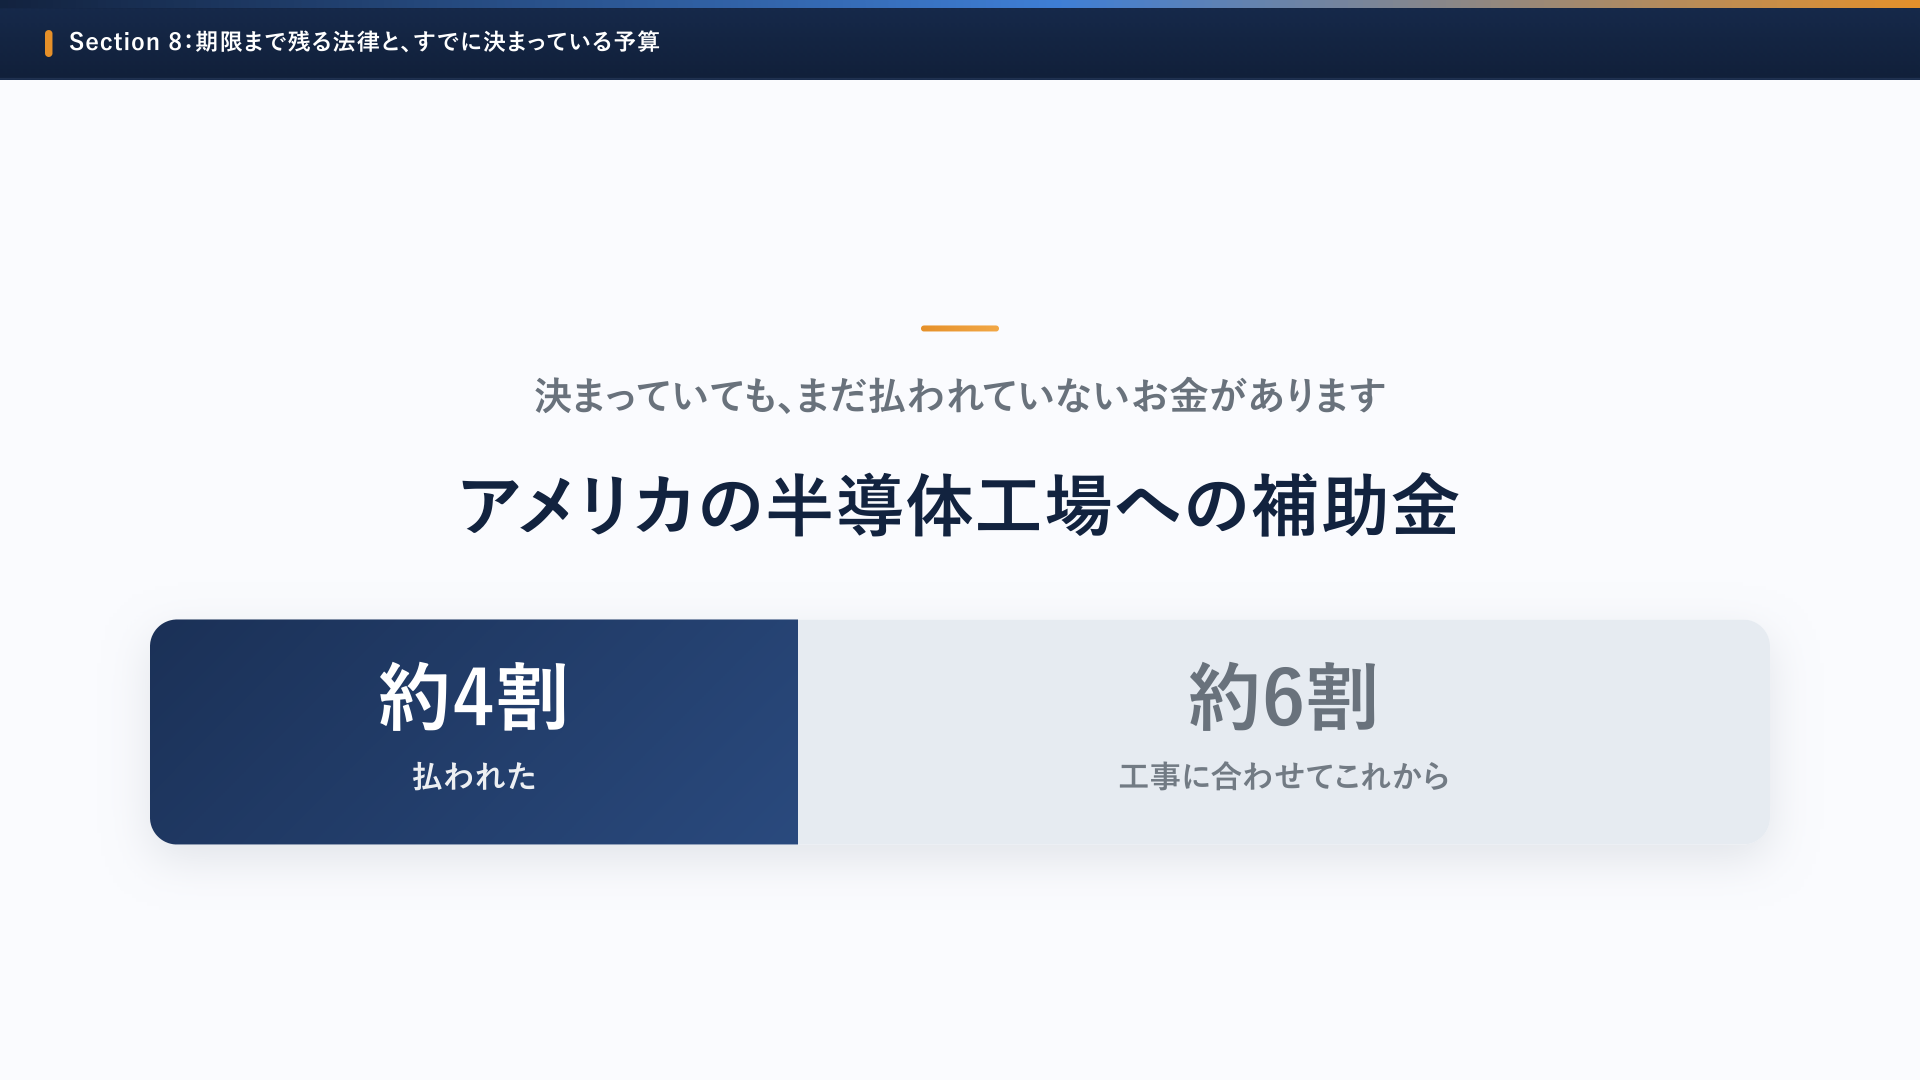 Section 8：期限まで残る法律と、すでに決まっている予算
決まっていても、まだ払われていないお金があります
アメリカの半導体工場への補助金
約4割
払われた
約6割
工事に合わせてこれから